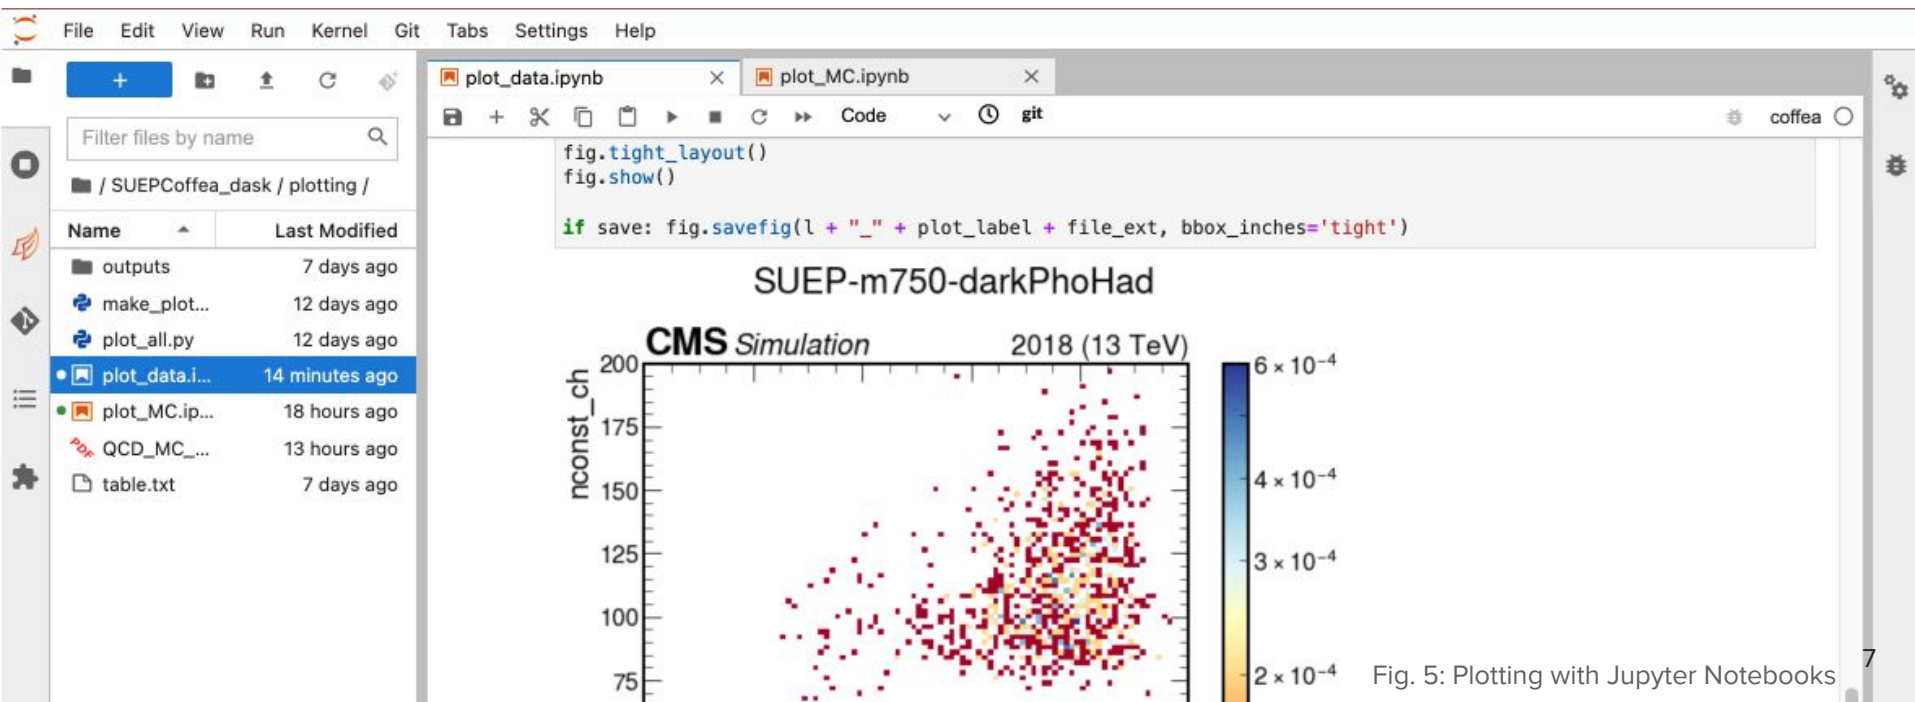 File Edit View Run Kernel Git Tabs Settings Help
+
Filter files by name
/ SUEPCoffea_dask / plotting /
Name Last Modified
outputs 7 days ago
make_plot... 12 days ago
plot_all.py 12 days ago
plot_data.i... 14 minutes ago
plot_MC.ip... 18 hours ago
PDF QCD_MC_... 13 hours ago
table.txt 7 days ago
plot_data.ipynb × plot_MC.ipynb ×
+ Code git coffea
fig.tight_layout()
fig.show()
if save: fig.savefig(l + "_" + plot_label + file_ext, bbox_inches='tight')
SUEP-m750-darkPhoHad
CMS Simulation 2018 (13 TeV)
nconst_ch
200
175
150
125
100
75
6 × 10⁻⁴
4 × 10⁻⁴
3 × 10⁻⁴
2 × 10⁻⁴
Fig. 5: Plotting with Jupyter Notebooks
7